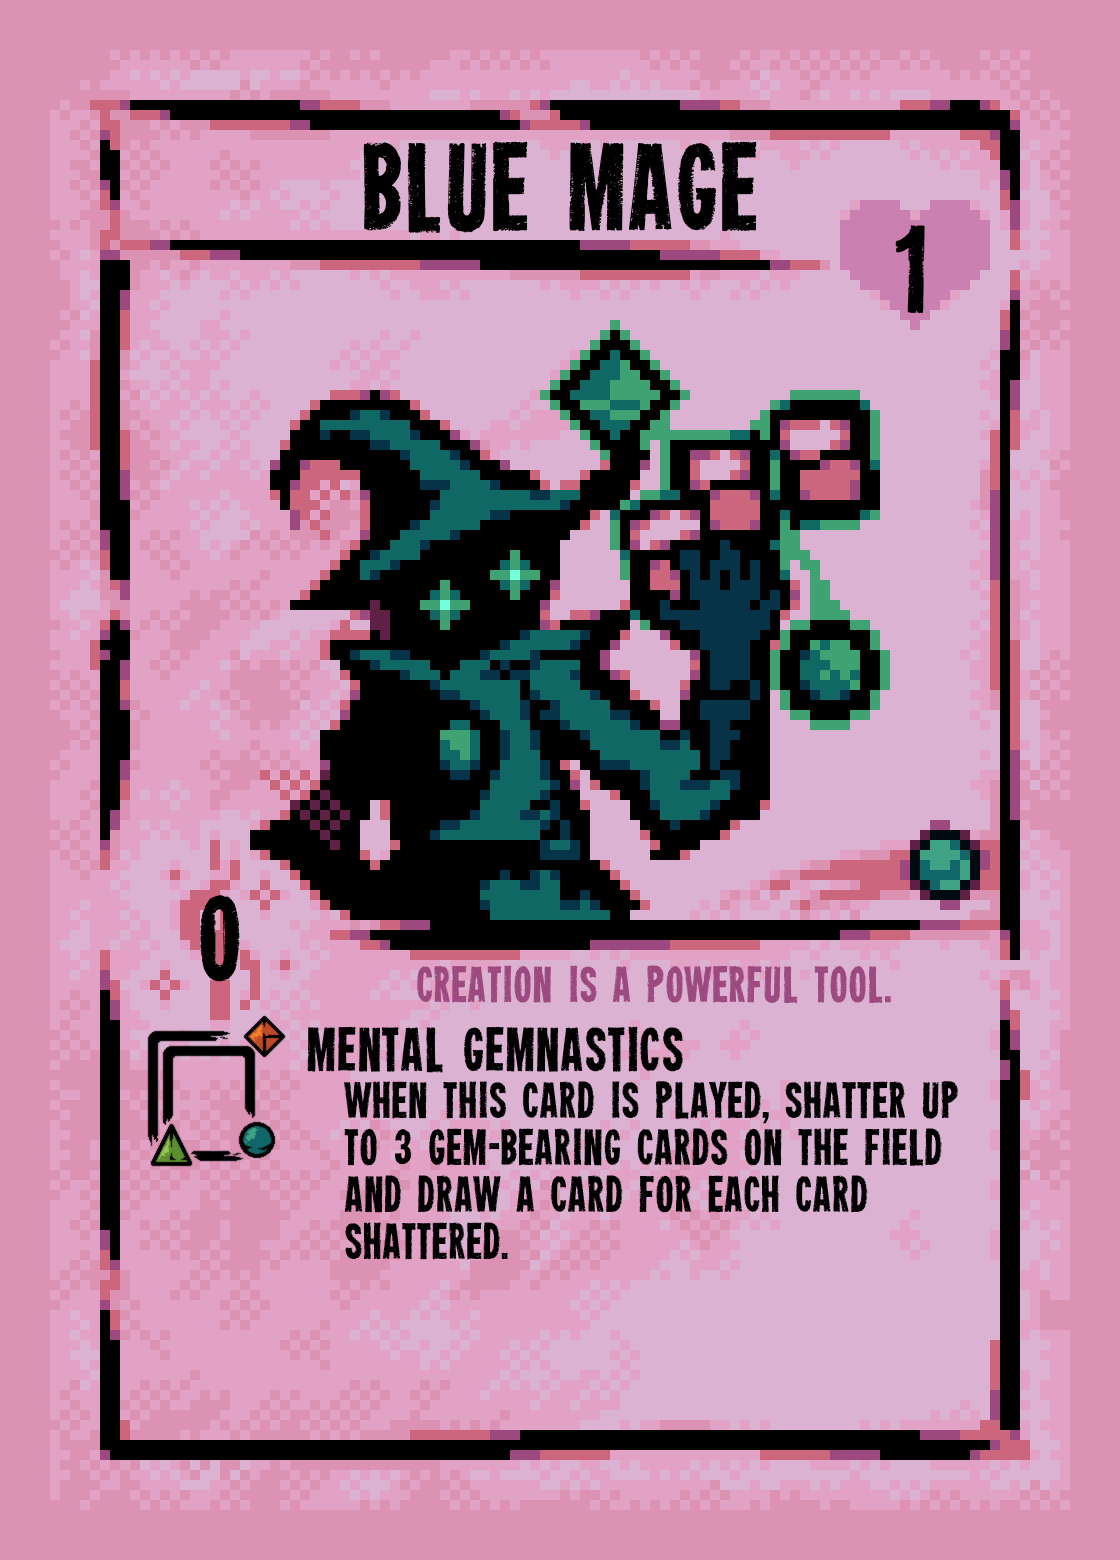 BLUE MAGE
1
0
CREATION IS A POWERFUL TOOL.
MENTAL GEMNASTICS
WHEN THIS CARD IS PLAYED, SHATTER UP
TO 3 GEM-BEARING CARDS ON THE FIELD
AND DRAW A CARD FOR EACH CARD
SHATTERED.